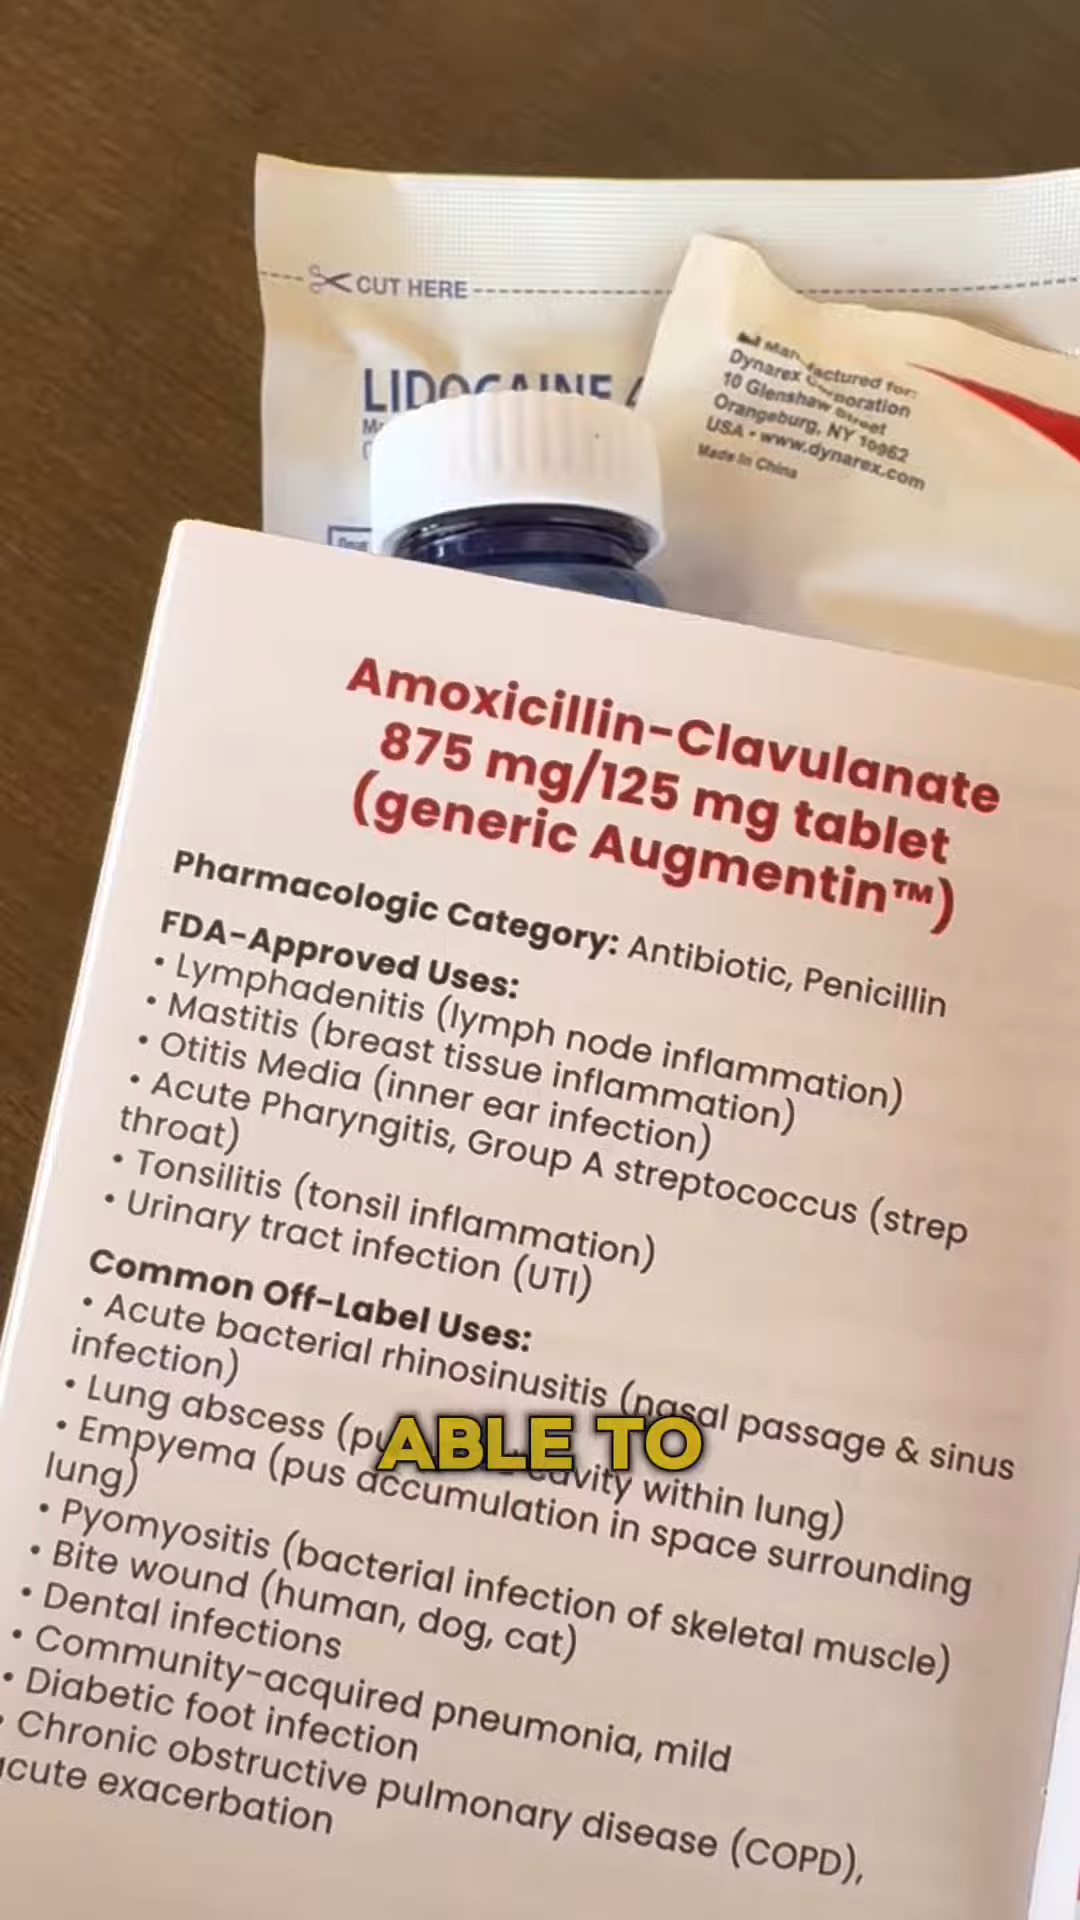 CUT HERE
LIDOCAINE
Manufactured for:
Dynarex Corporation
10 Glenshaw Street
Orangeburg, NY 10962
USA • www.dynarex.com
Made in China
Amoxicillin-Clavulanate
875 mg/125 mg tablet
(generic Augmentin™)
Pharmacologic Category: Antibiotic, Penicillin
FDA-Approved Uses:
• Lymphadenitis (lymph node inflammation)
• Mastitis (breast tissue inflammation)
• Otitis Media (inner ear infection)
• Acute Pharyngitis, Group A streptococcus (strep
throat)
• Tonsilitis (tonsil inflammation)
• Urinary tract infection (UTI)
Common Off-Label Uses:
• Acute bacterial rhinosinusitis (nasal passage & sinus
infection)
• Lung abscess (pus cavity within lung)
ABLE TO
• Empyema (pus accumulation in space surrounding
lung)
• Pyomyositis (bacterial infection of skeletal muscle)
• Bite wound (human, dog, cat)
• Dental infections
• Community-acquired pneumonia, mild
• Diabetic foot infection
• Chronic obstructive pulmonary disease (COPD),
acute exacerbation